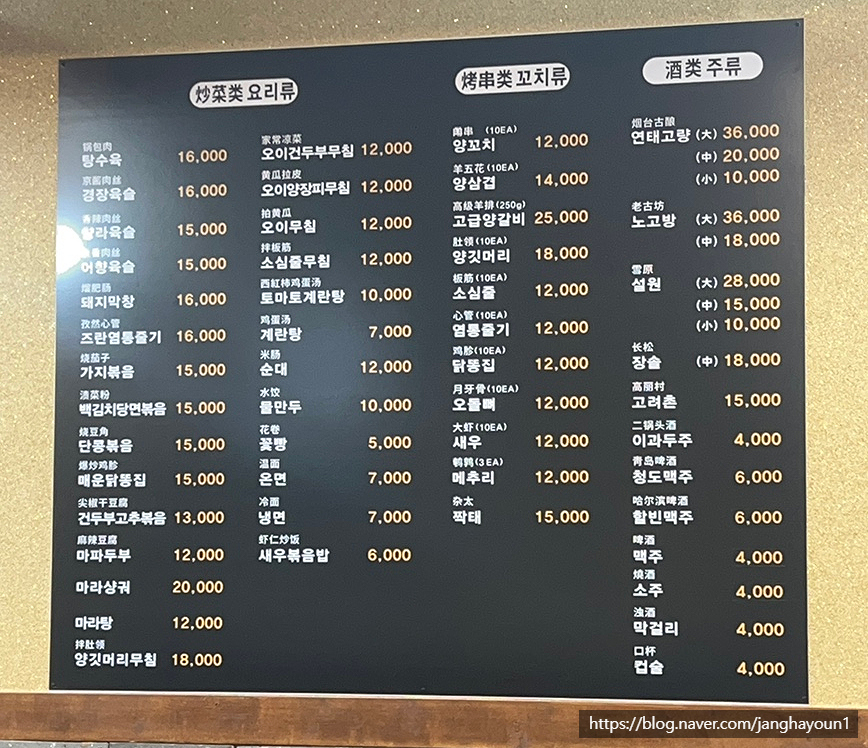 炒菜类 요리류
锅包肉
탕수육 16,000
京酱肉丝
경장육슬 16,000
香辣肉丝
향라육슬 15,000
鱼香肉丝
어향육슬 15,000
熘肥肠
돼지막창 16,000
孜然心管
즈란염통줄기 16,000
烧茄子
가지볶음 15,000
渍菜粉
백김치당면볶음 15,000
烧豆角
단콩볶음 15,000
爆炒鸡胗
매운닭똥집 15,000
尖椒干豆腐
건두부고추볶음 13,000
麻辣豆腐
마파두부 12,000
마라샹궈 20,000
마라탕 12,000
拌肚领
양깃머리무침 18,000
家常凉菜
오이건두부무침 12,000
黄瓜拉皮
오이양장피무침 12,000
拍黄瓜
오이무침 12,000
拌板筋
소심줄무침 12,000
西紅柿鸡蛋汤
토마토계란탕 10,000
鸡蛋汤
계란탕 7,000
米肠
순대 12,000
水饺
물만두 10,000
花卷
꽃빵 5,000
温面
온면 7,000
冷面
냉면 7,000
虾仁炒饭
새우볶음밥 6,000
烤串类 꼬치류
串 (10EA)
양꼬치 12,000
羊五花(10EA)
양삼겹 14,000
高级羊排(250g)
고급양갈비 25,000
肚领(10EA)
양깃머리 18,000
板筋(10EA)
소심줄 12,000
心管(10EA)
염통줄기 12,000
鸡胗(10EA)
닭똥집 12,000
月牙骨(10EA)
오돌뼈 12,000
大虾(10EA)
새우 12,000
鹌鹑(3EA)
메추리 12,000
杂太
짝태 15,000
酒类 주류
烟台古酿
연태고량 (大) 36,000
(中) 20,000
(小) 10,000
老古坊
노고방 (大) 36,000
(中) 18,000
雪原
설원 (大) 28,000
(中) 15,000
(小) 10,000
长松
장솔 (中) 18,000
高丽村
고려촌 15,000
二锅头酒
이과두주 4,000
青岛啤酒
청도맥주 6,000
哈尔滨啤酒
할빈맥주 6,000
啤酒
맥주 4,000
燒酒
소주 4,000
浊酒
막걸리 4,000
口杯
컵술 4,000
https://blog.naver.com/janghayoun1